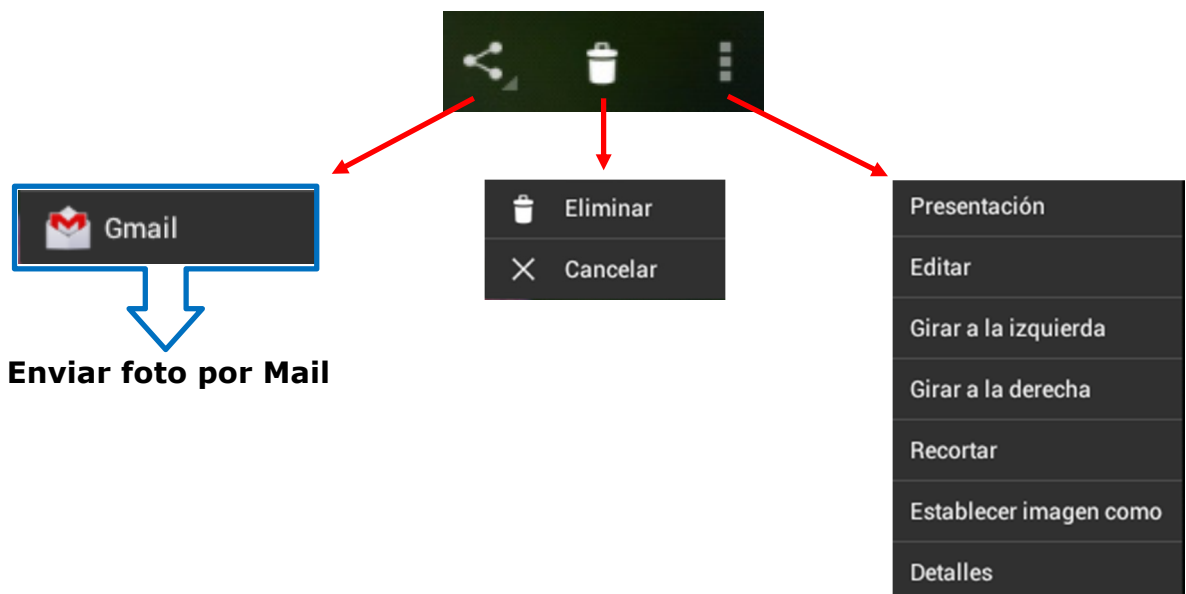 Gmail
Enviar foto por Mail
Eliminar
Cancelar
Presentación
Editar
Girar a la izquierda
Girar a la derecha
Recortar
Establecer imagen como
Detalles